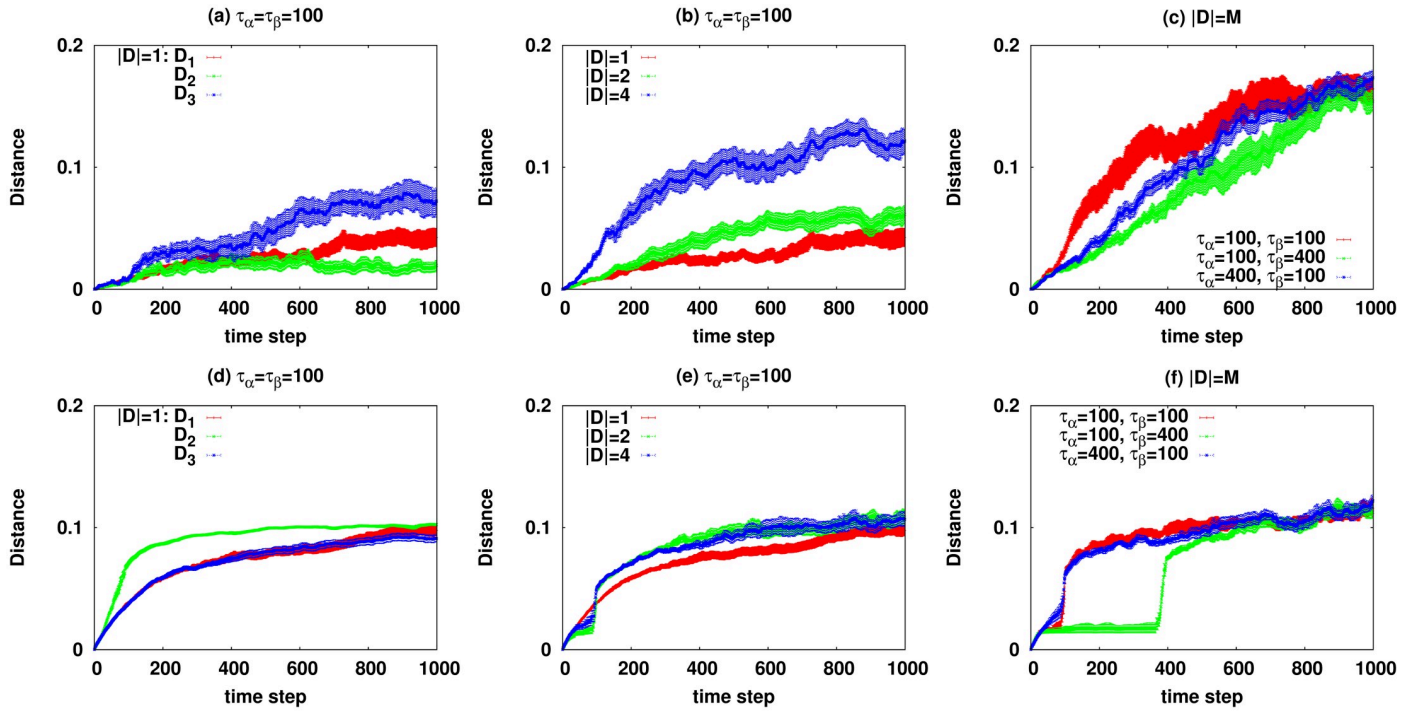 (a) τα=τβ=100
0.2
0.1
0
Distance
|D|=1: D1
D2
D3
0 200 400 600 800 1000
time step
(b) τα=τβ=100
0.2
0.1
0
Distance
|D|=1
|D|=2
|D|=4
0 200 400 600 800 1000
time step
(c) |D|=M
0.2
0.1
0
Distance
τα=100, τβ=100
τα=100, τβ=400
τα=400, τβ=100
0 200 400 600 800 1000
time step
(d) τα=τβ=100
0.2
0.1
0
Distance
|D|=1: D1
D2
D3
0 200 400 600 800 1000
time step
(e) τα=τβ=100
0.2
0.1
0
Distance
|D|=1
|D|=2
|D|=4
0 200 400 600 800 1000
time step
(f) |D|=M
0.2
0.1
0
Distance
τα=100, τβ=100
τα=100, τβ=400
τα=400, τβ=100
0 200 400 600 800 1000
time step